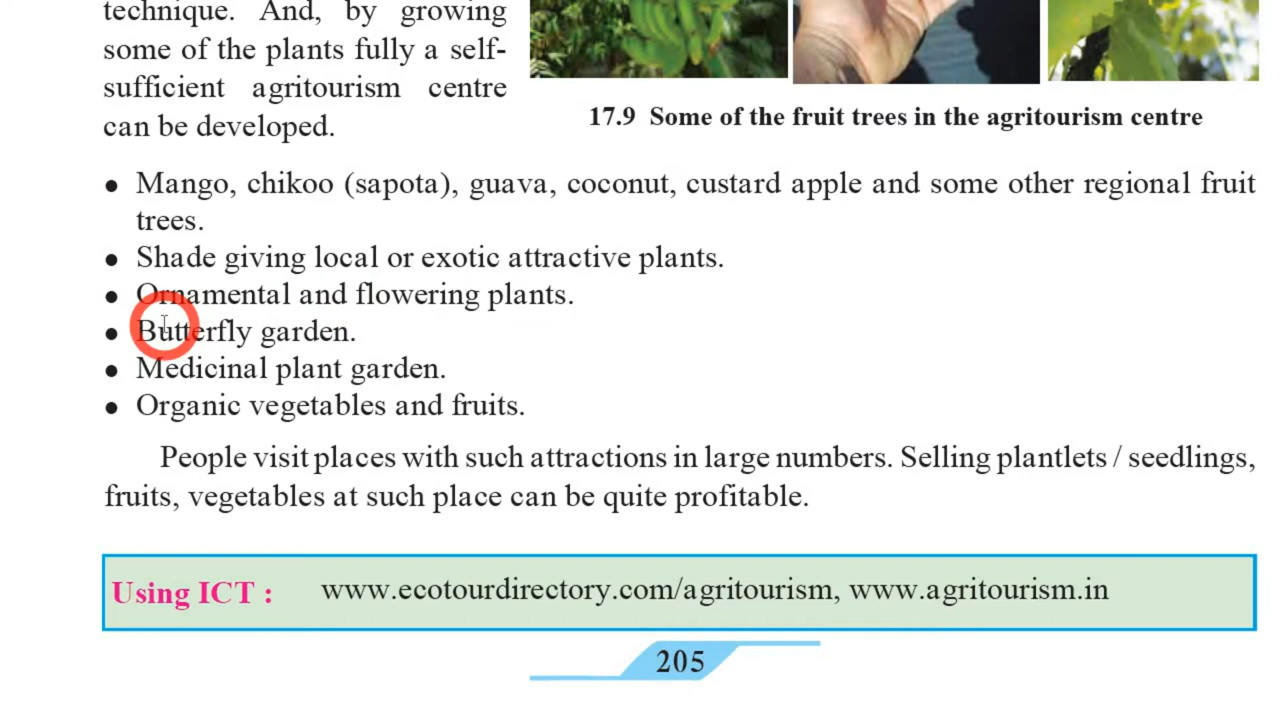 technique. And, by growing
some of the plants fully a self-
sufficient agritourism centre
can be developed.
17.9 Some of the fruit trees in the agritourism centre
• Mango, chikoo (sapota), guava, coconut, custard apple and some other regional fruit
trees.
• Shade giving local or exotic attractive plants.
• Ornamental and flowering plants.
• Butterfly garden.
• Medicinal plant garden.
• Organic vegetables and fruits.
People visit places with such attractions in large numbers. Selling plantlets / seedlings,
fruits, vegetables at such place can be quite profitable.
Using ICT : www.ecotourdirectory.com/agritourism, www.agritourism.in
205